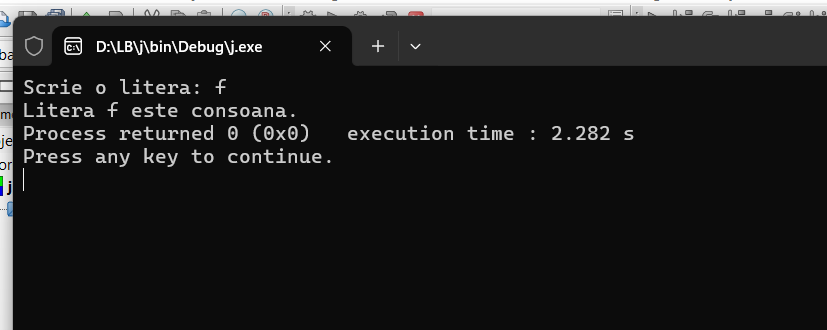 D:\LB\j\bin\Debug\j.exe
Scrie o litera: f
Litera f este consoana.
Process returned 0 (0x0)   execution time : 2.282 s
Press any key to continue.